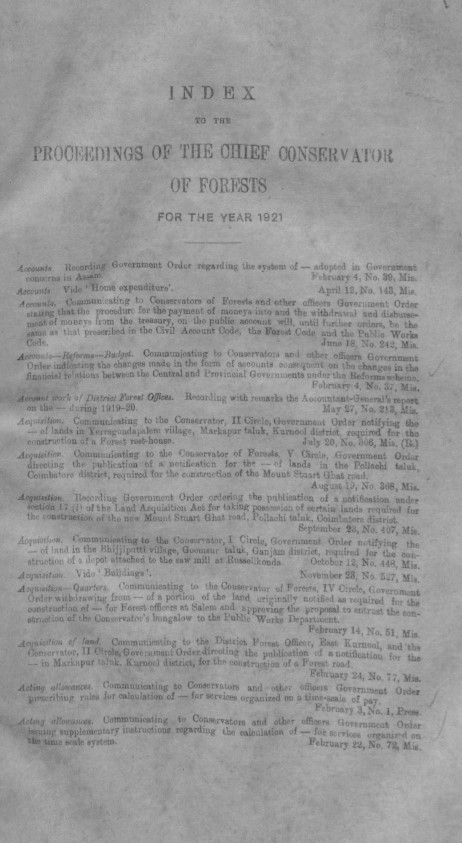 INDEX
TO THE
PROCEEDINGS OF THE CHIEF CONSERVATOR
OF FORESTS
FOR THE YEAR 1921
Accounts. Recording Government Order regarding the system of — adopted in Government
concerns in Assam. February 4, No. 39, Mis.
Accounts. Vide 'Home expenditure'. April 12, No. 143, Mis.
Accounts. Communicating to Conservators of Forests and other officers Government Order
stating that the procedure for the payment of moneys into and the withdrawal and disburse-
ment of moneys from the treasury, on the public account will, until further orders, be the
same as that prescribed in the Civil Account Code, the Forest Code and the Public Works
Code. June 18, No. 242, Mis.
Accounts—Reforms—Budget. Communicating to Conservators and other officers Government
Order indicating the changes made in the form of accounts consequent on the changes in the
financial relations between the Central and Provincial Governments under the Reforms scheme.
February 4, No. 37, Mis.
Account work of District Forest Offices. Recording with remarks the Accountant-General's report
on the — during 1919-20. May 27, No. 213, Mis.
Acquisition. Communicating to the Conservator, II Circle, Government Order notifying the
— of lands in Yerragondapalem village, Markapur taluk, Kurnool district, required for the
construction of a Forest rest-house. July 20, No. 306, Mis. (L)
Acquisition. Communicating to the Conservator of Forests, V Circle, Government Order
directing the publication of a notification for the — of lands in the Pollachi taluk,
Coimbatore district, required for the construction of the Mount Stuart Ghat road.
August 19, No. 368, Mis.
Acquisition. Recording Government Order ordering the publication of a notification under
section 17 (i) of the Land Acquisition Act for taking possession of certain lands required for
the construction of the new Mount Stuart Ghat road, Pollachi taluk, Coimbatore district.
September 23, No. 407, Mis.
Acquisition. Communicating to the Conservator, I Circle, Government Order notifying the
— of land in the Bhijjiputti village, Goomsur taluk, Ganjam district, required for the con-
struction of a depot attached to the saw mill at Russellkonda. October 12, No. 448, Mis.
Acquisition. Vide 'Buildings'. November 28, No. 527, Mis.
Acquisition—Quarters. Communicating to the Conservator of Forests, IV Circle, Government
Order withdrawing from — of a portion of the land originally notified as required for the
construction of — for Forest officers at Salem and approving the proposal to entrust the con-
struction of the Conservator's bungalow to the Public Works Department.
February 14, No. 51, Mis.
Acquisition of land. Communicating to the District Forest Officer, East Kurnool, and the
Conservator, II Circle, Government Order directing the publication of a notification for the
— in Markapur taluk, Kurnool district, for the construction of a Forest road.
February 24, No. 77, Mis.
Acting allowances. Communicating to Conservators and other officers Government Order
prescribing rules for calculation of — for services organized on a time-scale of pay.
February 3, No. 1, Press.
Acting allowances. Communicating to Conservators and other officers Government Order
issuing supplementary instructions regarding the calculation of — for services organized on
the time scale system. February 22, No. 72, Mis.